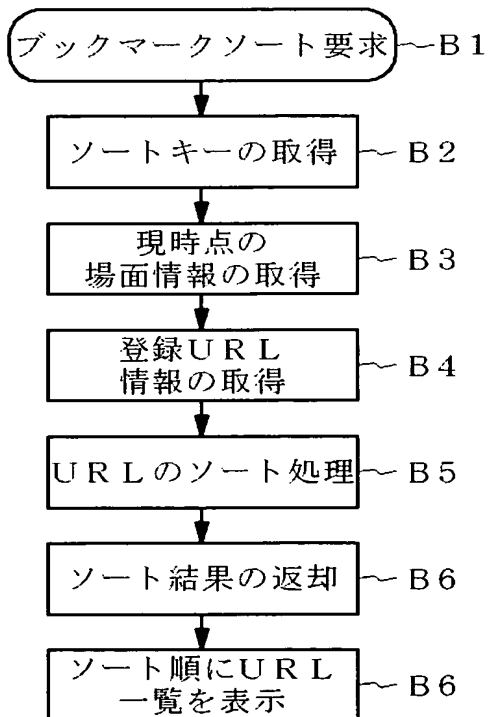 ブックマークソート要求 B1
ソートキーの取得 B2
現時点の
場面情報の取得 B3
登録URL
情報の取得 B4
URLのソート処理 B5
ソート結果の返却 B6
ソート順にURL
一覧を表示 B6